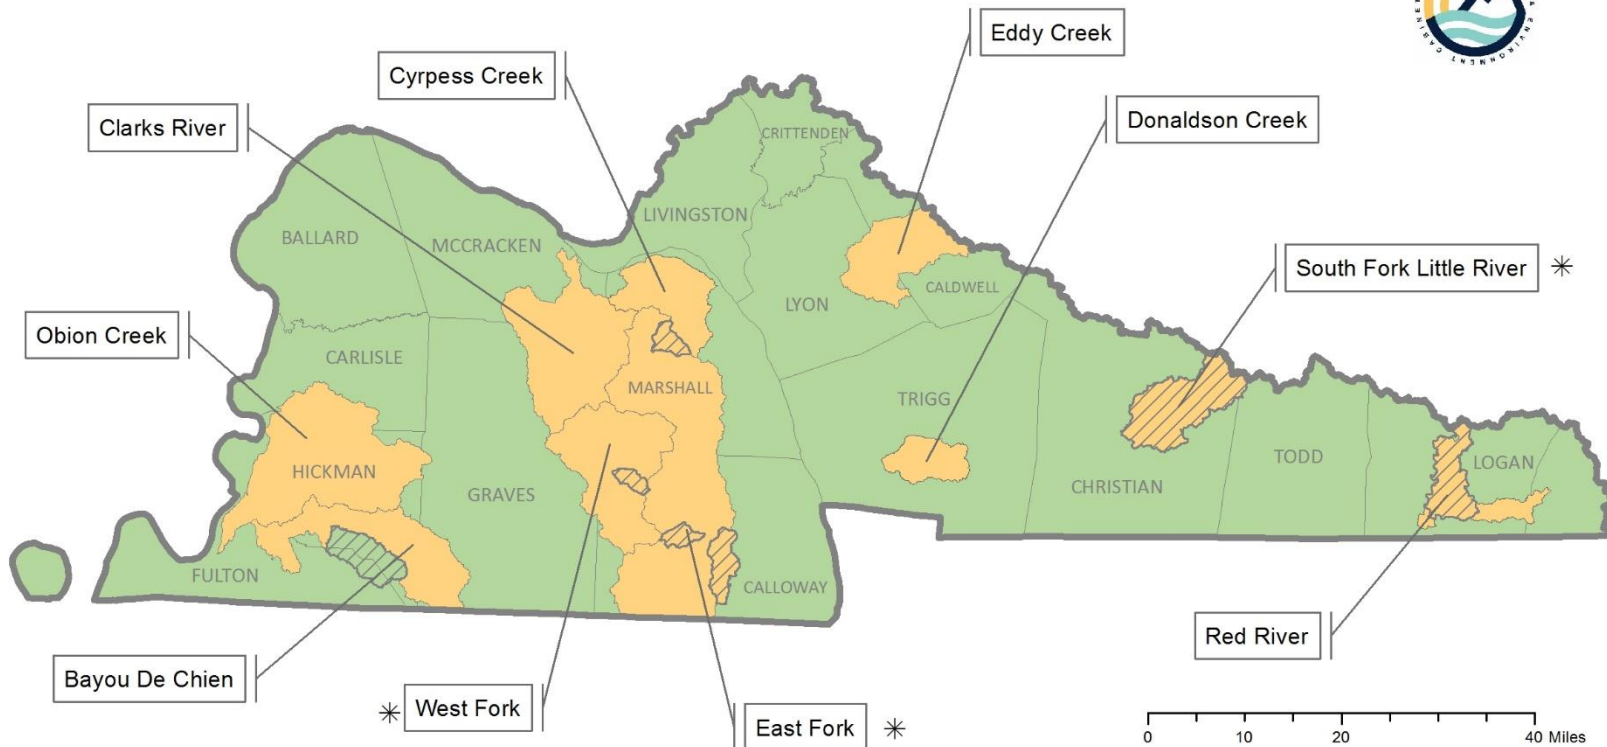 CABINET
ENVIRONMENT
Eddy Creek
Cyrpess Creek
Clarks River
Donaldson Creek
CRITTENDEN
LIVINGSTON
BALLARD
MCCRACKEN
South Fork Little River *
CALDWELL
LYON
Obion Creek
CARLISLE
MARSHALL
TRIGG
HICKMAN
GRAVES
TODD
LOGAN
CHRISTIAN
FULTON
CALLOWAY
Red River
Bayou De Chien
* West Fork
East Fork *
0 10 20 40 Miles